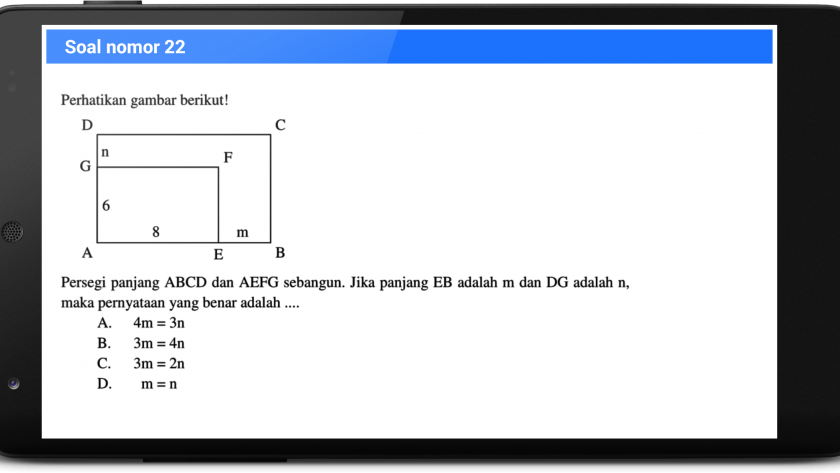 Soal nomor 22
Perhatikan gambar berikut!
D C
n
G F
6
8 m
A E B
Persegi panjang ABCD dan AEFG sebangun. Jika panjang EB adalah m dan DG adalah n,
maka pernyataan yang benar adalah ....
A. 4m = 3n
B. 3m = 4n
C. 3m = 2n
D. m = n